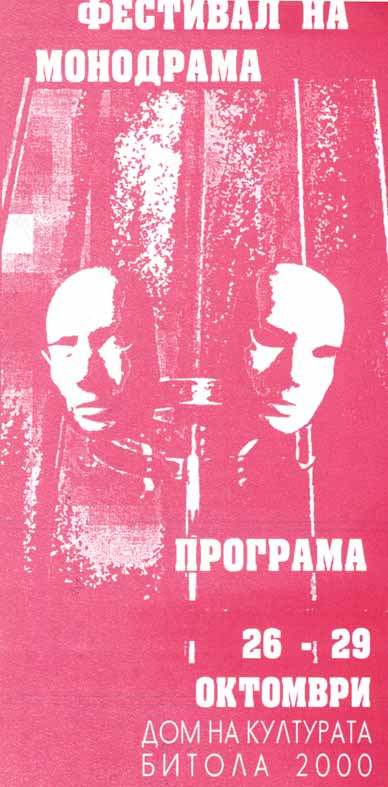 ФЕСТИВАЛ НА
МОНОДРАМА
ПРОГРАМА
26 - 29
ОКТОМВРИ
ДОМ НА КУЛТУРАТА
БИТОЛА 2000